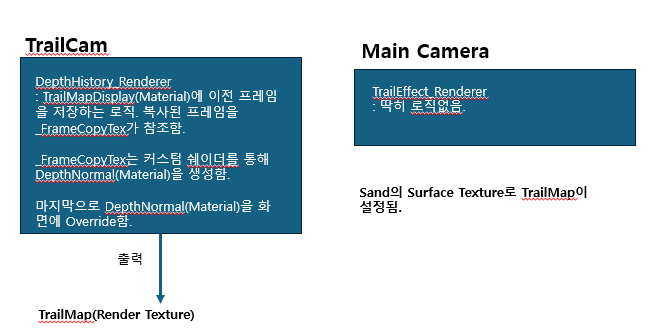 TrailCam
DepthHistory_Renderer
: TrailMapDisplay(Material)에 이전 프레임
을 저장하는 로직. 복사된 프레임을
_FrameCopyTex가 참조함.
_FrameCopyTex는 커스텀 쉐이더를 통해
DepthNormal(Material)을 생성함.
마지막으로 DepthNormal(Material)을 화
면에 Override함.
출력
TrailMap(Render Texture)
Main Camera
TrailEffect_Renderer
: 딱히 로직없음.
Sand의 Surface Texture로 TrailMap이
설정됨.